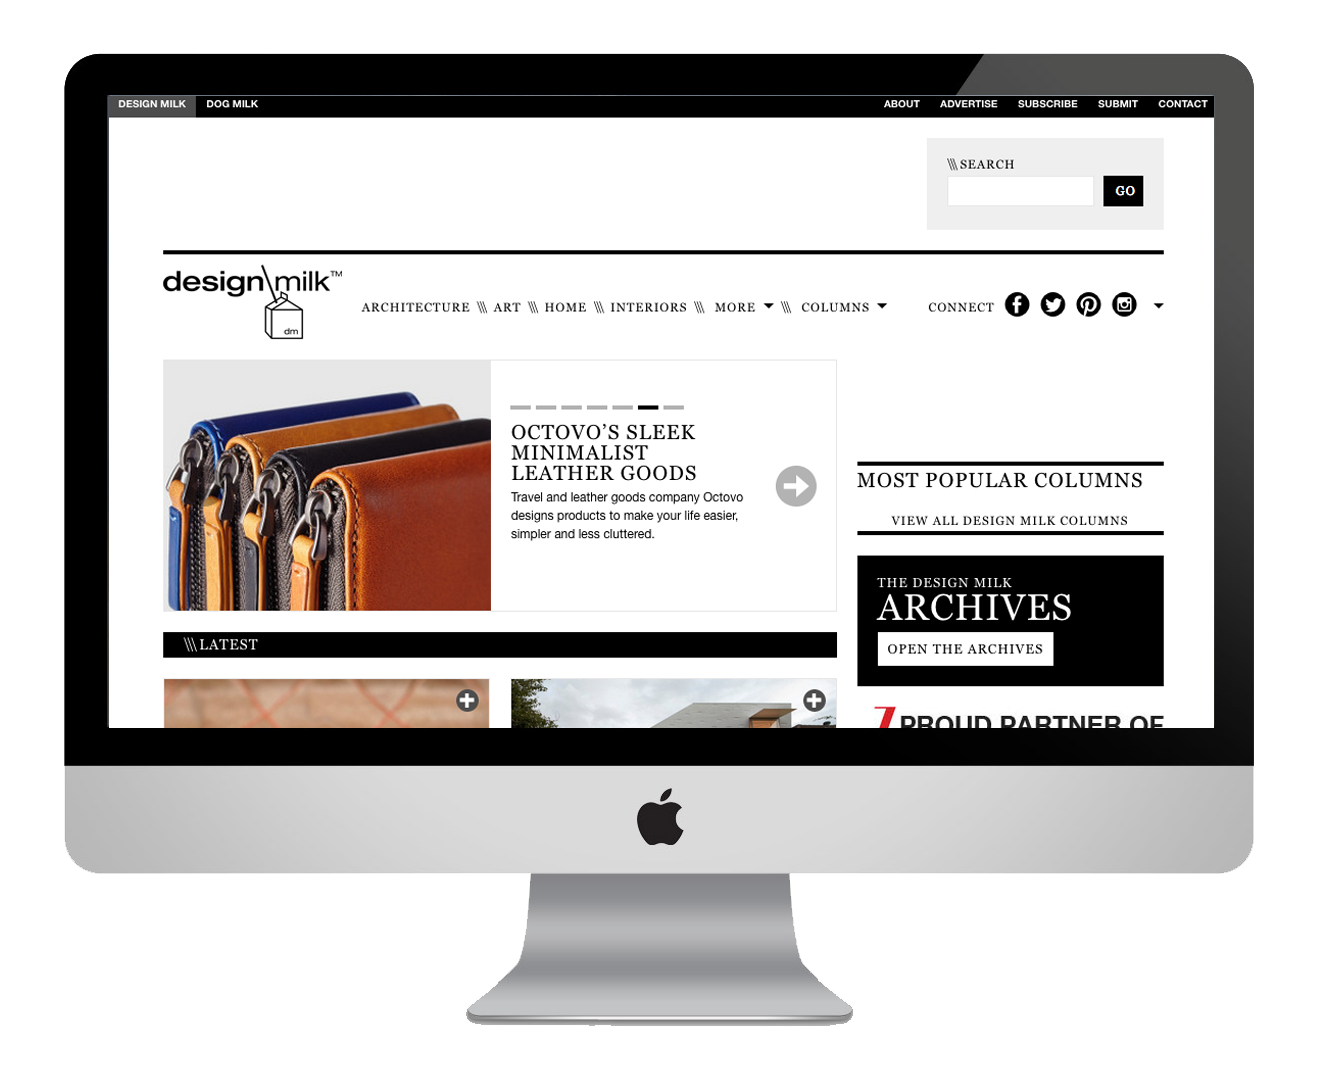 DESIGN MILK DOG MILK ABOUT ADVERTISE SUBSCRIBE SUBMIT CONTACT
\\\ SEARCH
GO
design\milk™
dm
ARCHITECTURE \\\ ART \\\ HOME \\\ INTERIORS \\\ MORE \\\ COLUMNS CONNECT
OCTOVO’S SLEEK
MINIMALIST
LEATHER GOODS
Travel and leather goods company Octovo
designs products to make your life easier,
simpler and less cluttered.
MOST POPULAR COLUMNS
VIEW ALL DESIGN MILK COLUMNS
THE DESIGN MILK
ARCHIVES
OPEN THE ARCHIVES
\\\ LATEST
PROUD PARTNER OF